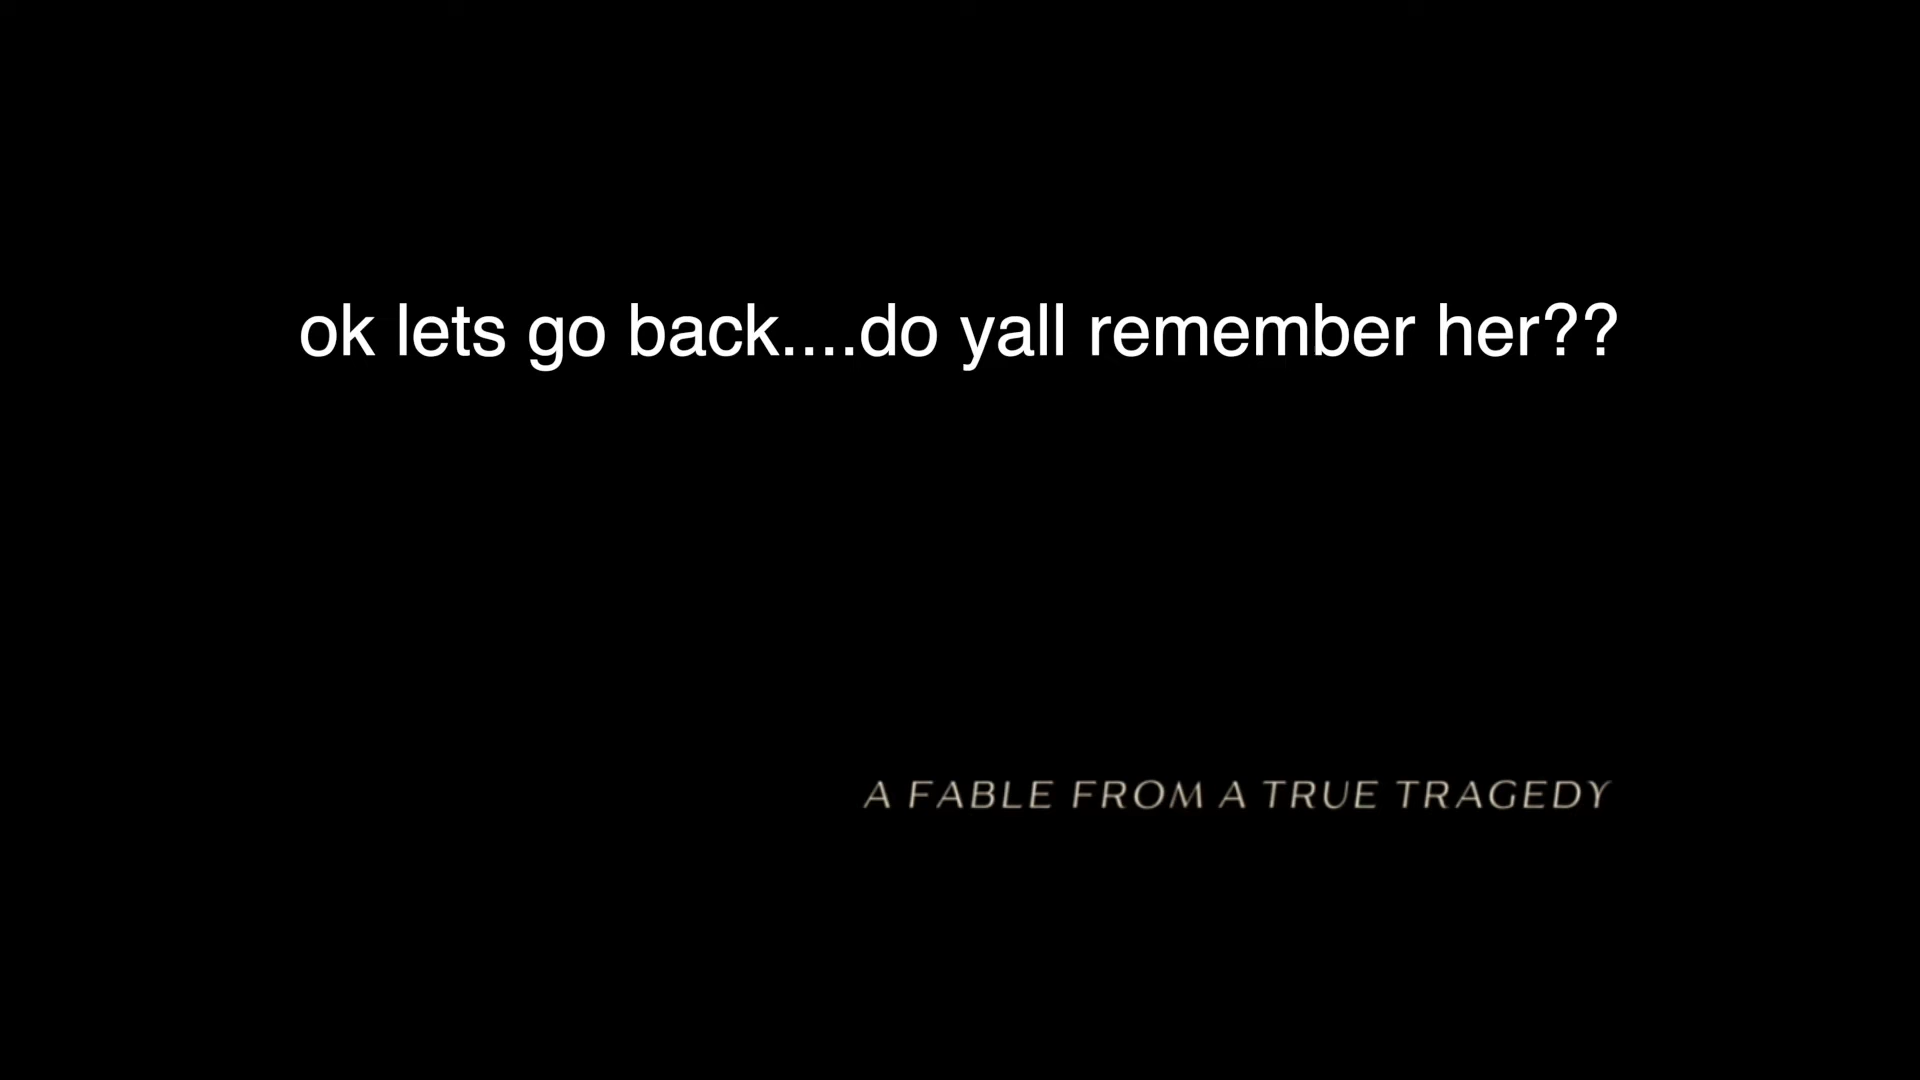 ok lets go back....do yall remember her??
A FABLE FROM A TRUE TRAGEDY